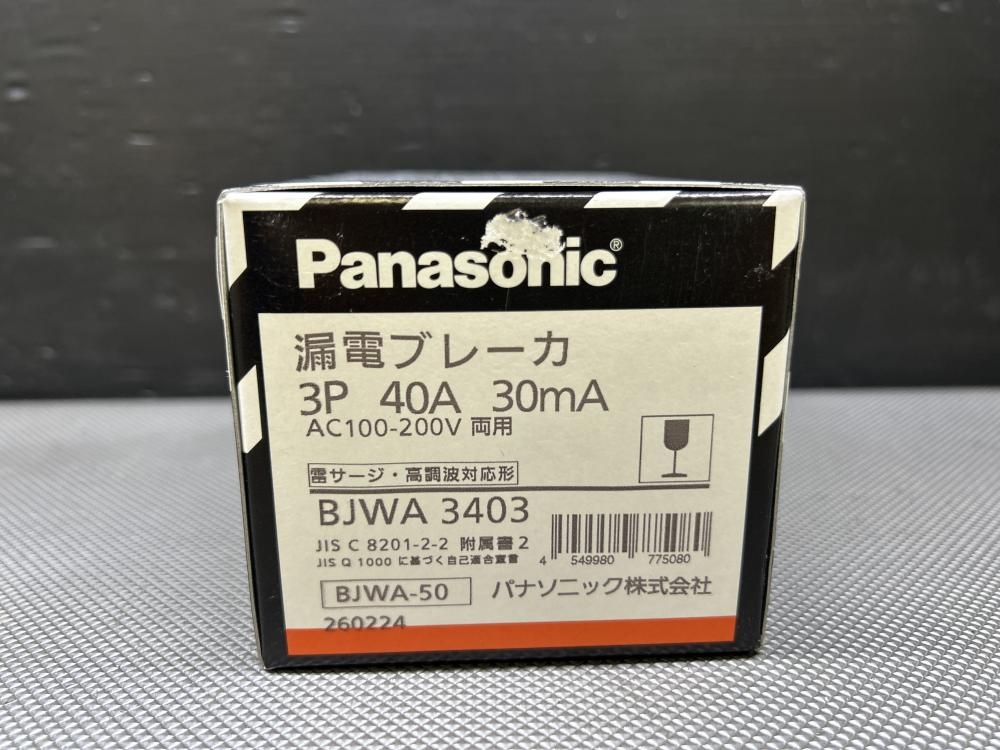 Panasonic®
漏電ブレーカ
3P 40A 30mA
AC100-200V 両用
雷サージ・高調波対応形
BJWA 3403
JIS C 8201-2-2 附属書2
JIS Q 1000 に基づく自己適合宣言
4 549980 775080
BJWA-50
パナソニック株式会社
260224